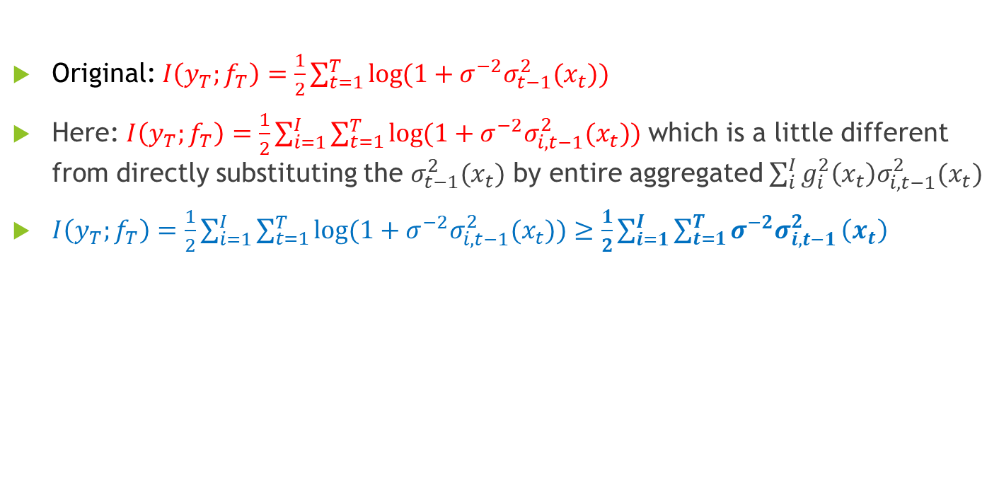 Original: $I(y_T; f_T) = \frac{1}{2}\sum_{t=1}^{T} \log(1 + \sigma^{-2}\sigma_{t-1}^{2}(x_t))$
Here: $I(y_T; f_T) = \frac{1}{2}\sum_{i=1}^{I}\sum_{t=1}^{T} \log(1 + \sigma^{-2}\sigma_{i,t-1}^{2}(x_t))$ which is a little different
from directly substituting the $\sigma_{t-1}^{2}(x_t)$ by entire aggregated $\sum_{i}^{I} g_i^{2}(x_t)\sigma_{i,t-1}^{2}(x_t)$
$I(y_T; f_T) = \frac{1}{2}\sum_{i=1}^{I}\sum_{t=1}^{T} \log(1 + \sigma^{-2}\sigma_{i,t-1}^{2}(x_t)) \geq \boldsymbol{\frac{1}{2}\sum_{i=1}^{I}\sum_{t=1}^{T} \sigma^{-2}\sigma_{i,t-1}^{2}(x_t)}$